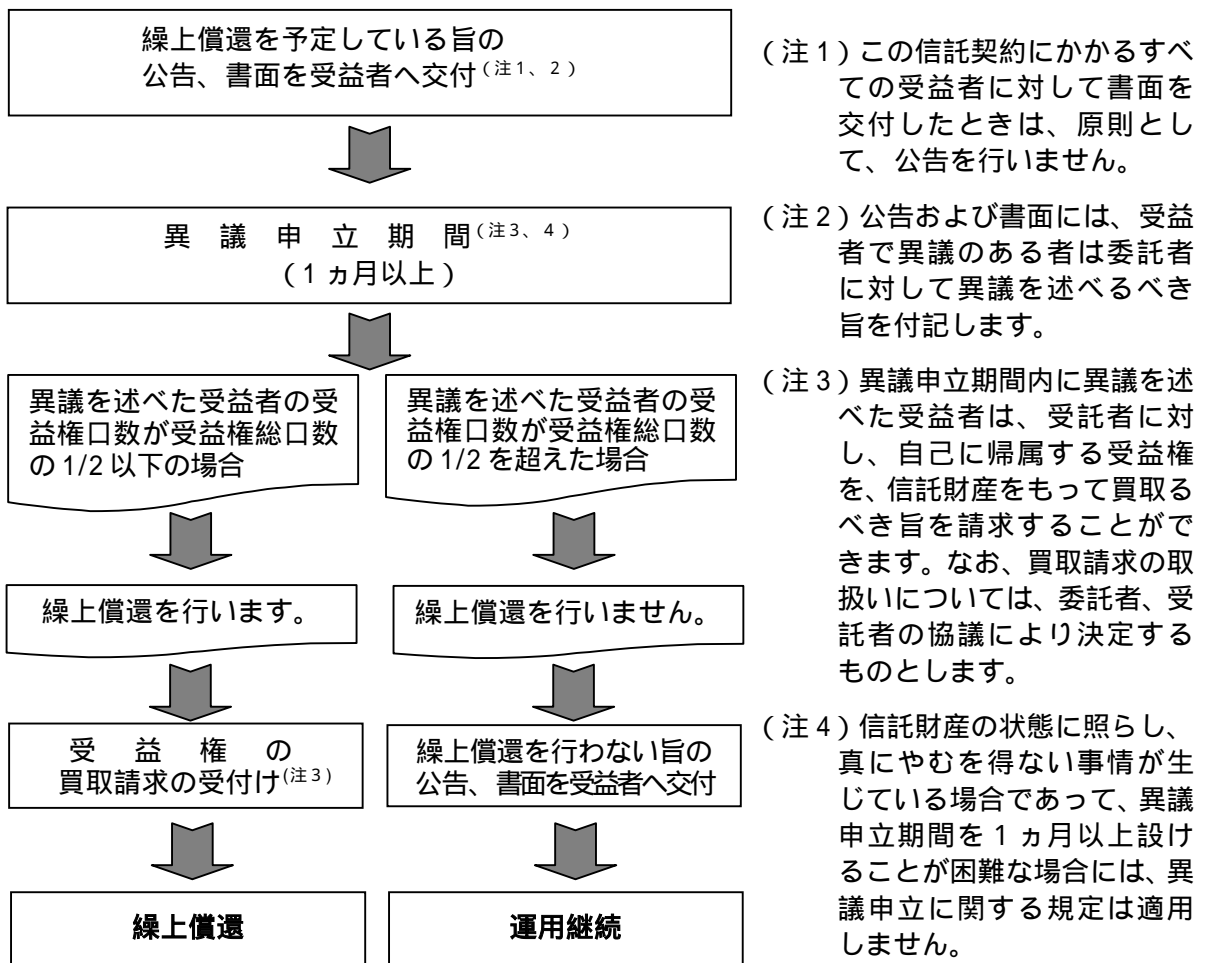 繰上償還を予定している旨の
公告、書面を受益者へ交付(注1、2)
異議申立期間(注3、4)
(1ヵ月以上)
異議を述べた受益者の受
益権口数が受益権総口数
の1/2以下の場合
異議を述べた受益者の受
益権口数が受益権総口数
の1/2を超えた場合
繰上償還を行います。
繰上償還を行いません。
受益権の
買取請求の受付け(注3)
繰上償還を行わない旨の
公告、書面を受益者へ交付
繰上償還
運用継続
(注1)この信託契約にかかるすべ
ての受益者に対して書面を
交付したときは、原則とし
て、公告を行いません。
(注2)公告および書面には、受益
者で異議のある者は委託者
に対して異議を述べるべき
旨を付記します。
(注3)異議申立期間内に異議を述
べた受益者は、受託者に対
し、自己に帰属する受益権
を、信託財産をもって買取る
べき旨を請求することがで
きます。なお、買取請求の取
扱いについては、委託者、受
託者の協議により決定する
ものとします。
(注4)信託財産の状態に照らし、
真にやむを得ない事情が生
じている場合であって、異議
申立期間を1ヵ月以上設け
ることが困難な場合には、異
議申立に関する規定は適用
しません。